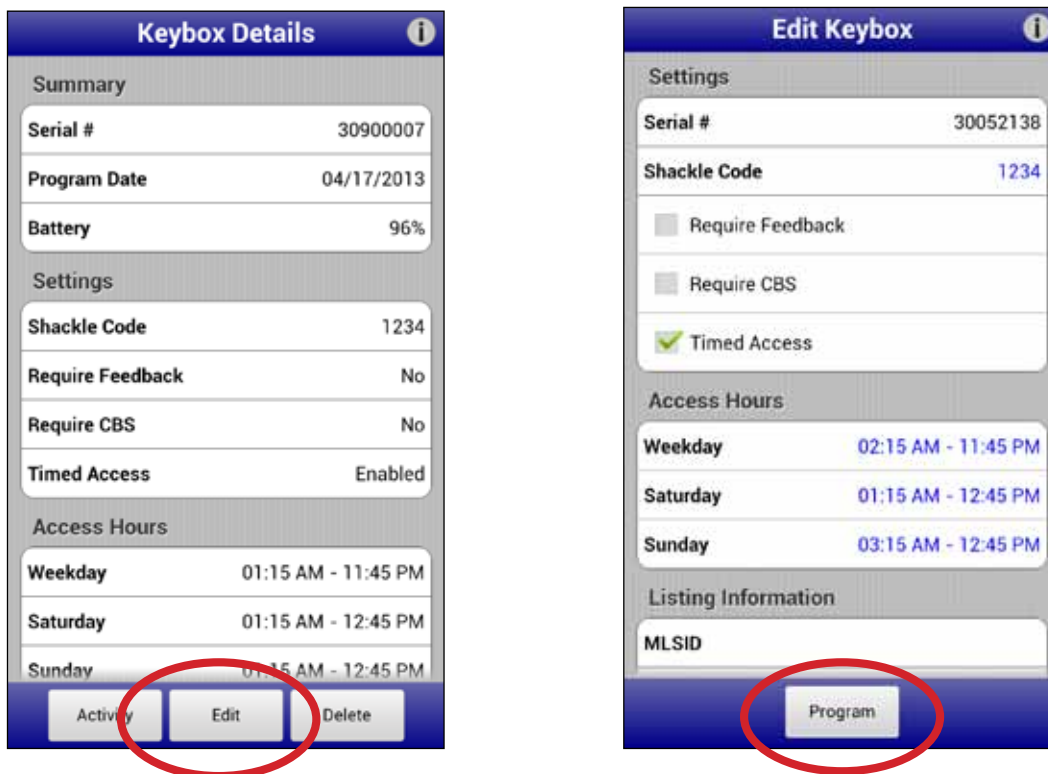 Keybox Details
i
Summary
Serial # 30900007
Program Date 04/17/2013
Battery 96%
Settings
Shackle Code 1234
Require Feedback No
Require CBS No
Timed Access Enabled
Access Hours
Weekday 01:15 AM - 11:45 PM
Saturday 01:15 AM - 12:45 PM
Sunday 01:15 AM - 12:45 PM
Activity Edit Delete
Edit Keybox
i
Settings
Serial # 30052138
Shackle Code 1234
Require Feedback
Require CBS
Timed Access
Access Hours
Weekday 02:15 AM - 11:45 PM
Saturday 01:15 AM - 12:45 PM
Sunday 03:15 AM - 12:45 PM
Listing Information
MLSID
Program